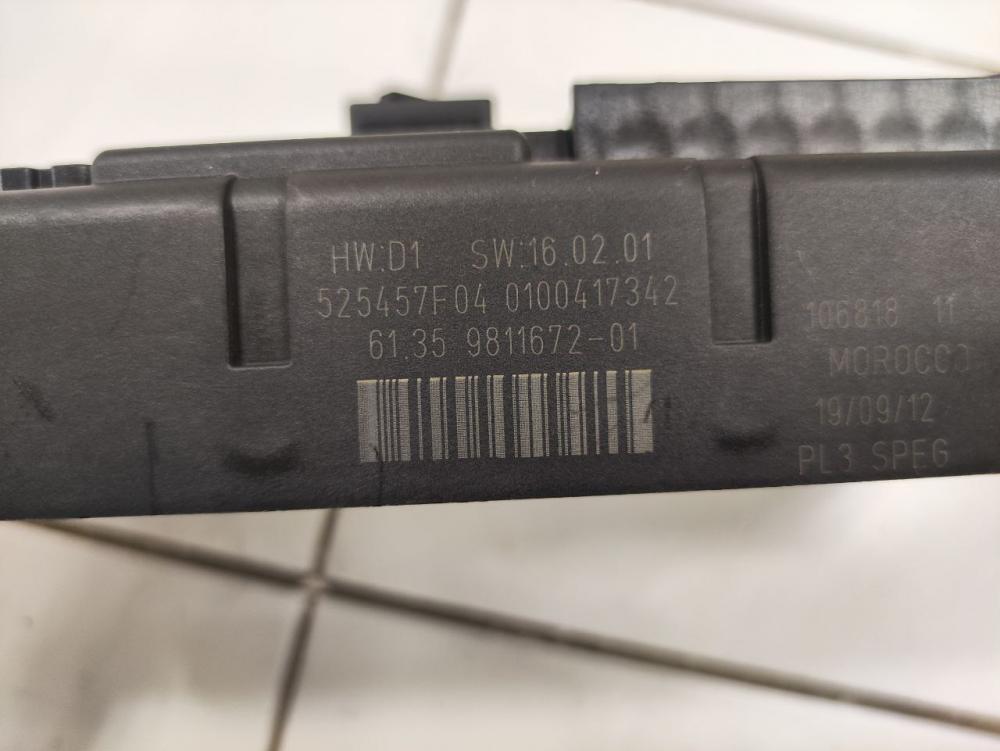 HW:D1 SW:16.02.01
525457F04 0100417342
61.35 9811672-01
106818 11
MOROCCO
19/09/12
PL3 SPEG